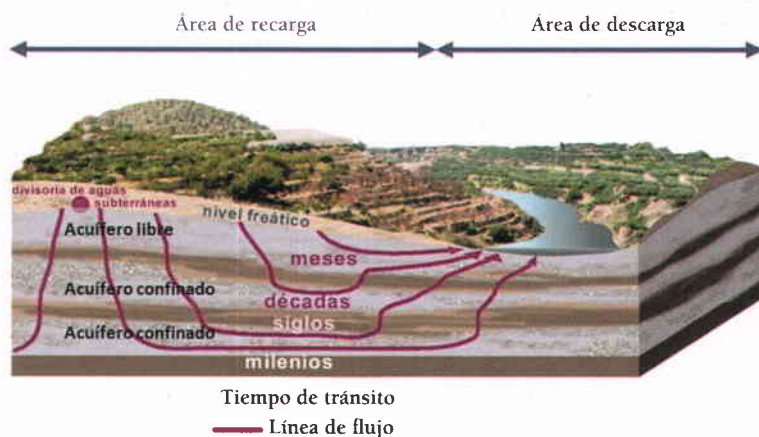 Área de recarga
Área de descarga
divisoria de aguas
subterráneas
nivel freático
Acuífero libre
meses
Acuífero confinado
décadas
siglos
Acuífero confinado
milenios
Tiempo de tránsito
Línea de flujo